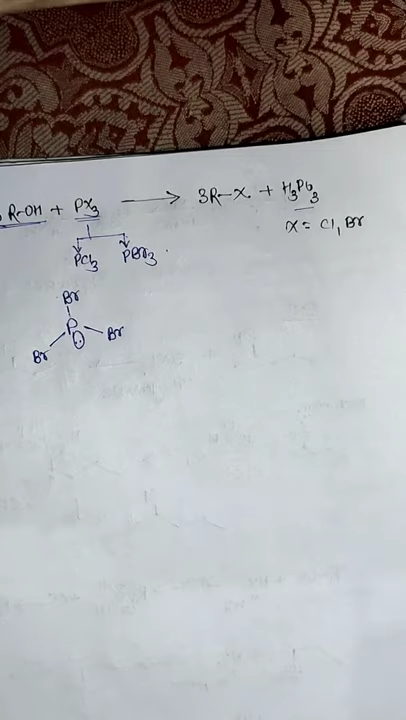 R-OH + PX3 → 3R-X + H3PO3
X = Cl, Br
PCl3 PBr3
Br
P
Br Br